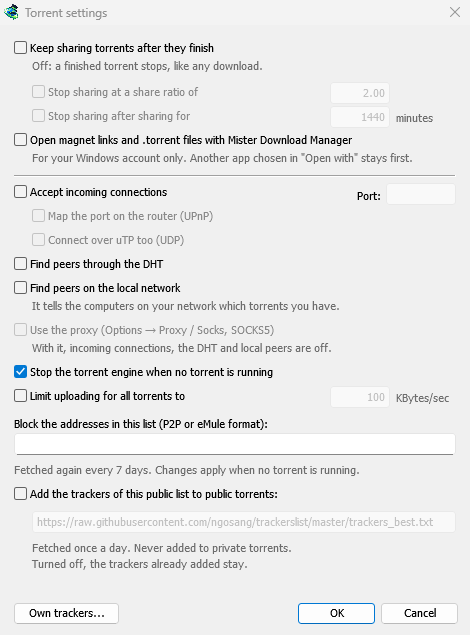 Torrent settings
Keep sharing torrents after they finish
Off: a finished torrent stops, like any download.
Stop sharing at a share ratio of 2.00
Stop sharing after sharing for 1440 minutes
Open magnet links and .torrent files with Mister Download Manager
For your Windows account only. Another app chosen in "Open with" stays first.
Accept incoming connections Port:
Map the port on the router (UPnP)
Connect over uTP too (UDP)
Find peers through the DHT
Find peers on the local network
It tells the computers on your network which torrents you have.
Use the proxy (Options → Proxy / Socks, SOCKS5)
With it, incoming connections, the DHT and local peers are off.
Stop the torrent engine when no torrent is running
Limit uploading for all torrents to 100 KBytes/sec
Block the addresses in this list (P2P or eMule format):
Fetched again every 7 days. Changes apply when no torrent is running.
Add the trackers of this public list to public torrents:
https://raw.githubusercontent.com/ngosang/trackerslist/master/trackers_best.txt
Fetched once a day. Never added to private torrents.
Turned off, the trackers already added stay.
Own trackers... OK Cancel